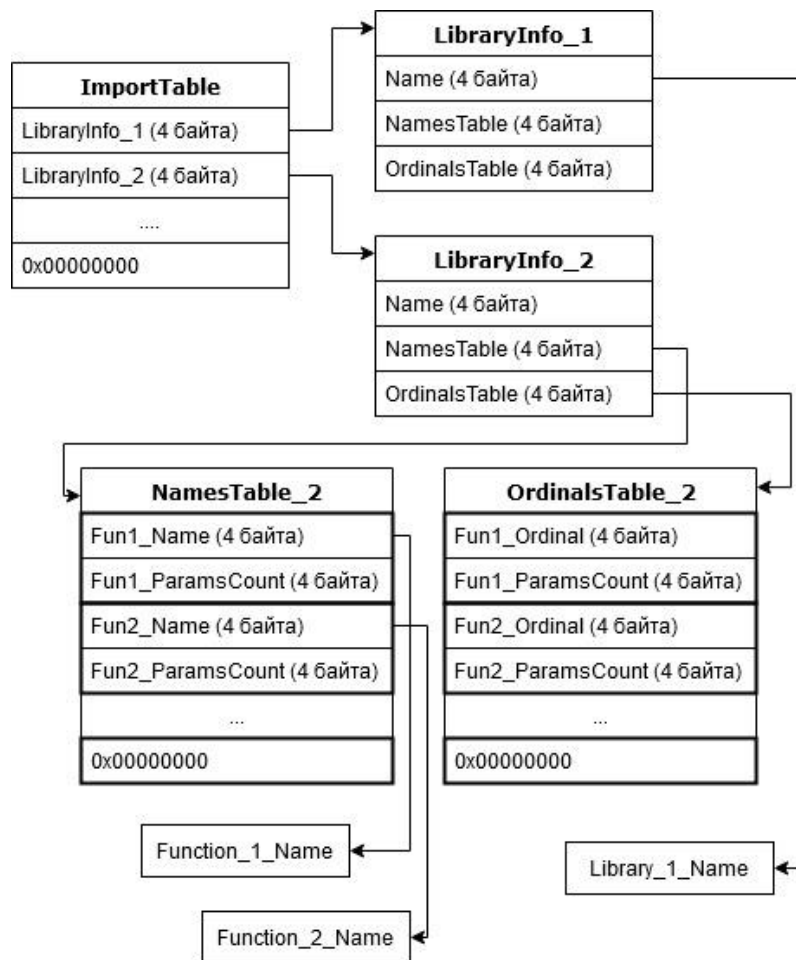 ImportTable
LibraryInfo_1 (4 байта)
LibraryInfo_2 (4 байта)
....
0x00000000
LibraryInfo_1
Name (4 байта)
NamesTable (4 байта)
OrdinalsTable (4 байта)
LibraryInfo_2
Name (4 байта)
NamesTable (4 байта)
OrdinalsTable (4 байта)
NamesTable_2
Fun1_Name (4 байта)
Fun1_ParamsCount (4 байта)
Fun2_Name (4 байта)
Fun2_ParamsCount (4 байта)
...
0x00000000
OrdinalsTable_2
Fun1_Ordinal (4 байта)
Fun1_ParamsCount (4 байта)
Fun2_Ordinal (4 байта)
Fun2_ParamsCount (4 байта)
...
0x00000000
Function_1_Name
Library_1_Name
Function_2_Name